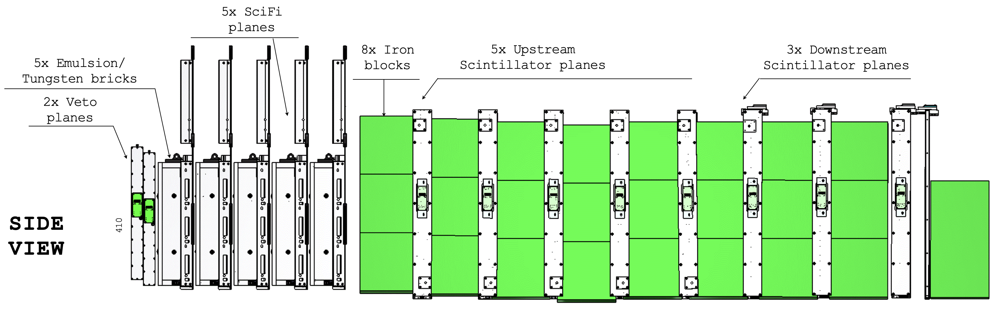 5x SciFi
planes
5x Emulsion/
Tungsten bricks
2x Veto
planes
8x Iron
blocks
5x Upstream
Scintillator planes
3x Downstream
Scintillator planes
410
SIDE
VIEW